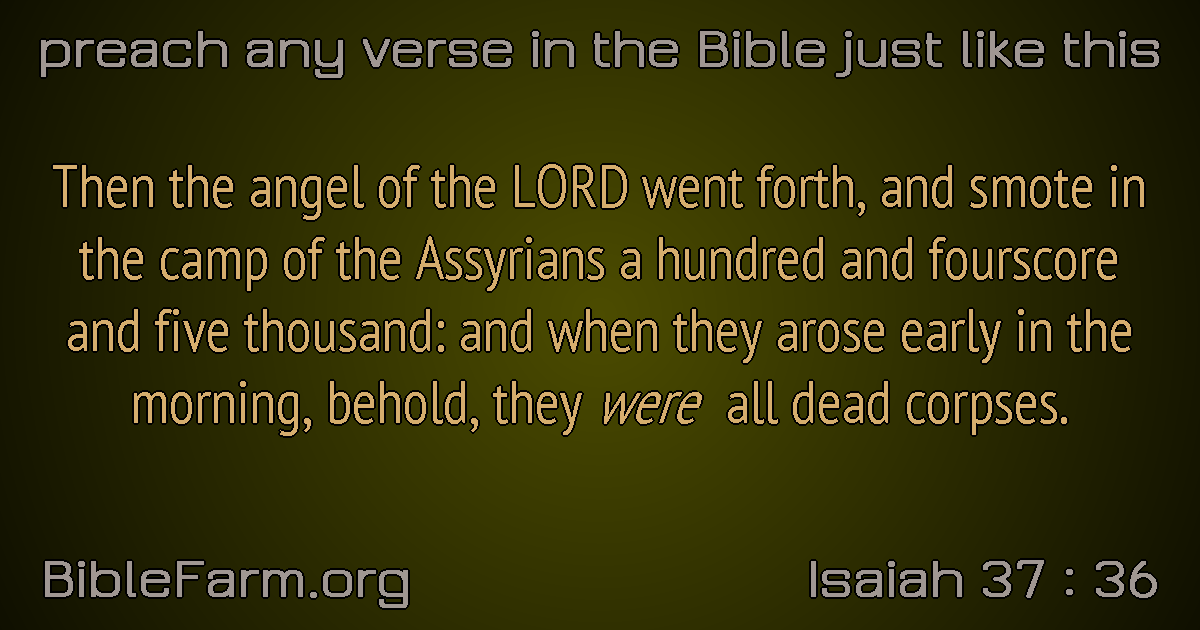 preach any verse in the Bible just like this
Then the angel of the LORD went forth, and smote in
the camp of the Assyrians a hundred and fourscore
and five thousand: and when they arose early in the
morning, behold, they were all dead corpses.
BibleFarm.org
Isaiah 37 : 36